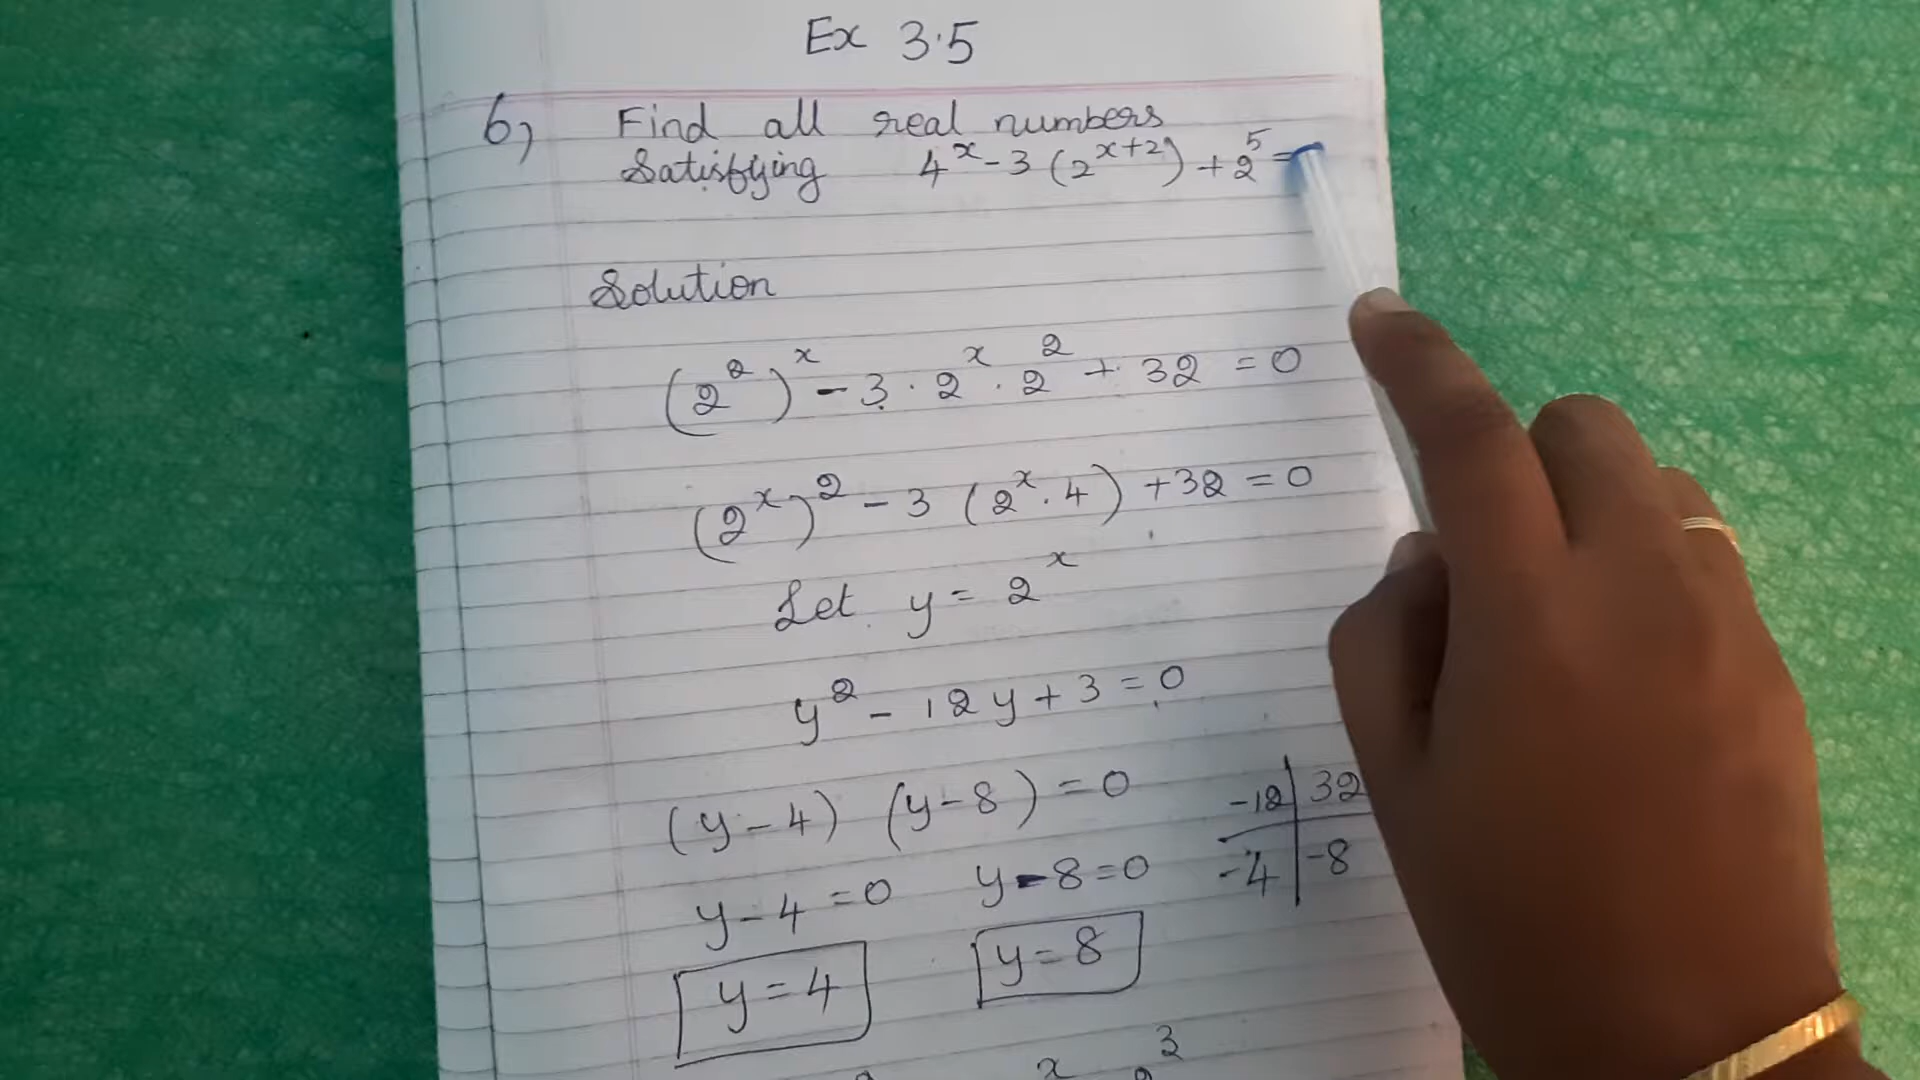 Ex 3.5
6) Find all real numbers
Satisfying 4^x - 3 (2^(x+2)) + 2^5 =
Solution
(2^2)^x - 3 · 2^x · 2^2 + 32 = 0
(2^x)^2 - 3 (2^x · 4) + 32 = 0
Let y = 2^x
y^2 - 12y + 3 = 0
(y - 4) (y - 8) = 0
-12 | 32
-4 | -8
y - 4 = 0 y - 8 = 0
y = 4 y = 8
x 3